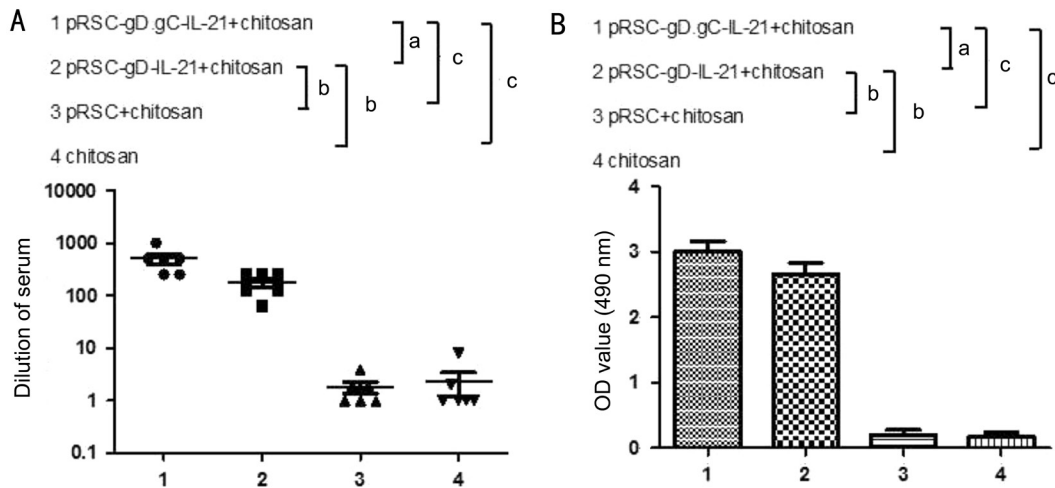 A
1 pRSC-gD.gC-IL-21+chitosan
a
2 pRSC-gD-IL-21+chitosan
b
c
c
3 pRSC+chitosan
b
4 chitosan
Dilution of serum
10000
1000
100
10
1
0.1
1 2 3 4
B
1 pRSC-gD.gC-IL-21+chitosan
a
2 pRSC-gD-IL-21+chitosan
b
c
c
3 pRSC+chitosan
b
4 chitosan
OD value (490 nm)
4
3
2
1
0
1 2 3 4